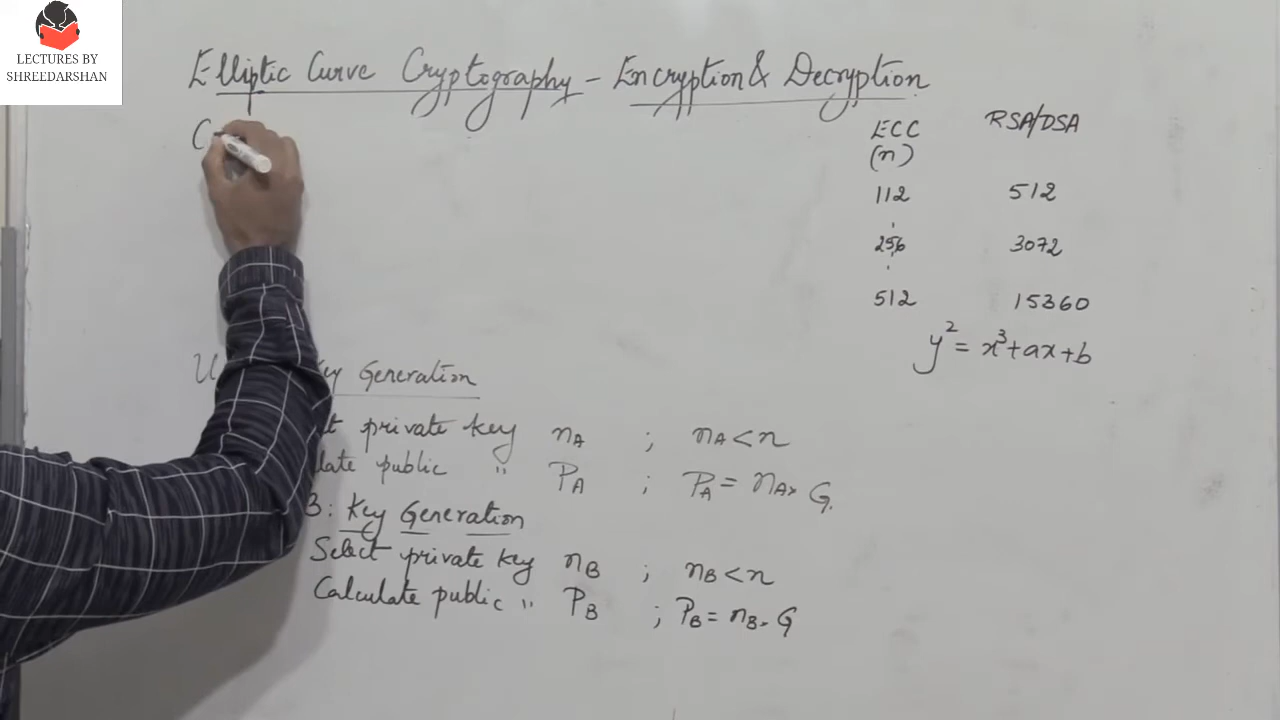 LECTURES BY
SHREEDARSHAN
Elliptic Curve Cryptography - Encryption & Decryption
ECC RSA/DSA
(n)
112 512
256 3072
512 15360
y² = x³+ax+b
Key Generation
private key nA ; nA < n
public " PA ; PA = nA × G.
B: Key Generation
Select private key nB ; nB < n
Calculate public " PB ; PB = nB . G